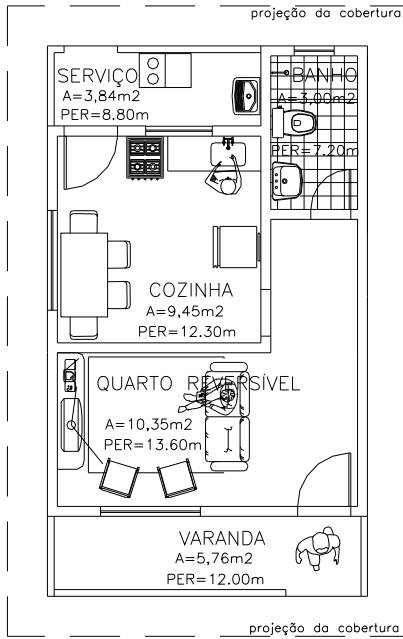 projeção da cobertura
SERVIÇO
A=3,84m2
PER=8.80m
BANHO
A=3,00m2
PER=7.20m
COZINHA
A=9,45m2
PER=12.30m
QUARTO REVERSÍVEL
A=10,35m2
PER=13.60m
VARANDA
A=5,76m2
PER=12.00m
projeção da cobertura